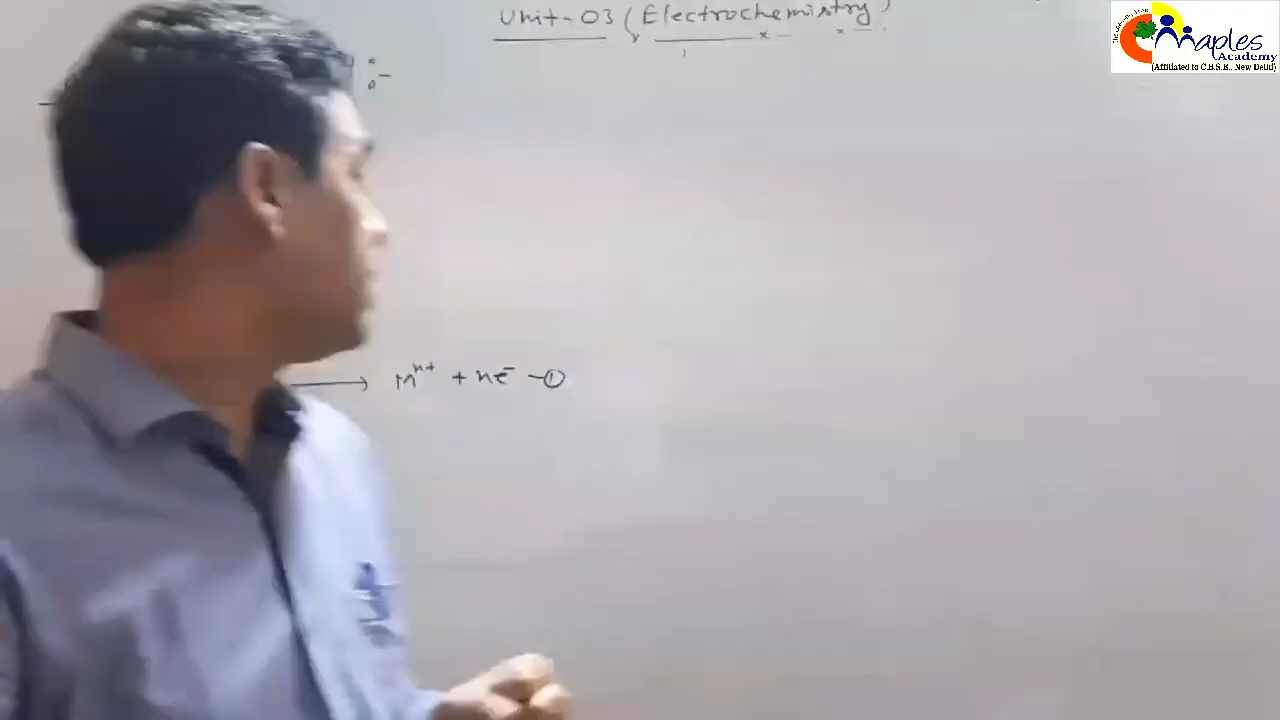 Unit-03 (Electrochemistry)
Maples
Academy
(Affiliated to C.B.S.E. New Delhi)
⟶ Mⁿ⁺ + ne⁻ —①